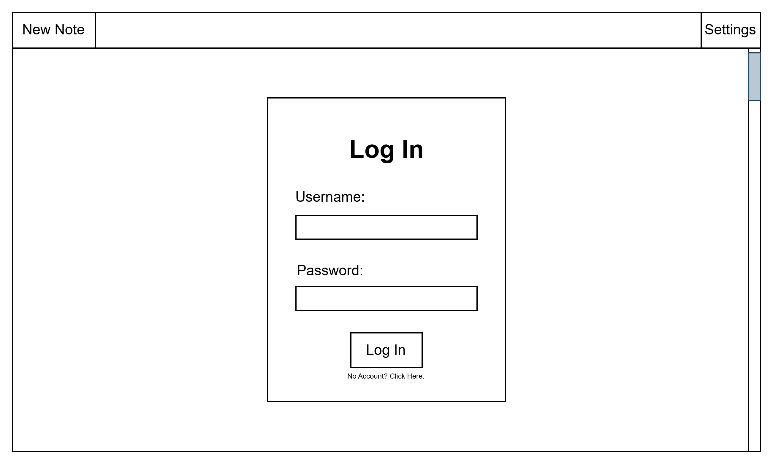 New Note
Settings
Log In
Username:
Password:
Log In
No Account? Click Here.